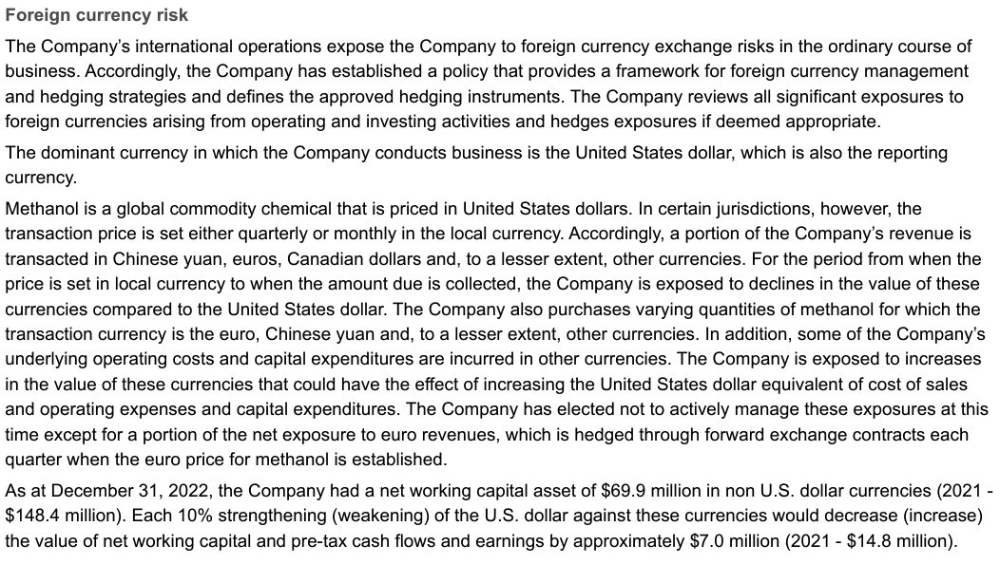 Foreign currency risk
The Company’s international operations expose the Company to foreign currency exchange risks in the ordinary course of
business. Accordingly, the Company has established a policy that provides a framework for foreign currency management
and hedging strategies and defines the approved hedging instruments. The Company reviews all significant exposures to
foreign currencies arising from operating and investing activities and hedges exposures if deemed appropriate.
The dominant currency in which the Company conducts business is the United States dollar, which is also the reporting
currency.
Methanol is a global commodity chemical that is priced in United States dollars. In certain jurisdictions, however, the
transaction price is set either quarterly or monthly in the local currency. Accordingly, a portion of the Company’s revenue is
transacted in Chinese yuan, euros, Canadian dollars and, to a lesser extent, other currencies. For the period from when the
price is set in local currency to when the amount due is collected, the Company is exposed to declines in the value of these
currencies compared to the United States dollar. The Company also purchases varying quantities of methanol for which the
transaction currency is the euro, Chinese yuan and, to a lesser extent, other currencies. In addition, some of the Company’s
underlying operating costs and capital expenditures are incurred in other currencies. The Company is exposed to increases
in the value of these currencies that could have the effect of increasing the United States dollar equivalent of cost of sales
and operating expenses and capital expenditures. The Company has elected not to actively manage these exposures at this
time except for a portion of the net exposure to euro revenues, which is hedged through forward exchange contracts each
quarter when the euro price for methanol is established.
As at December 31, 2022, the Company had a net working capital asset of $69.9 million in non U.S. dollar currencies (2021 -
$148.4 million). Each 10% strengthening (weakening) of the U.S. dollar against these currencies would decrease (increase)
the value of net working capital and pre-tax cash flows and earnings by approximately $7.0 million (2021 - $14.8 million).